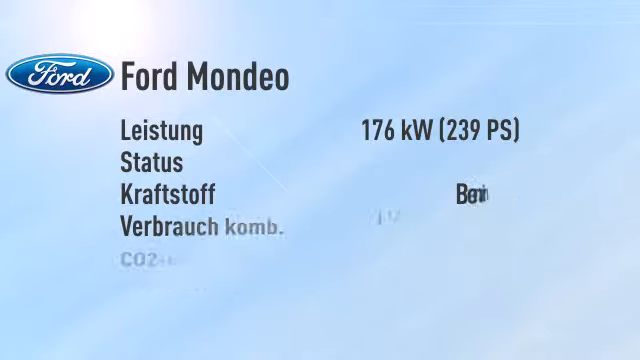 Ford
Ford Mondeo
Leistung 176 kW (239 PS)
Status
Kraftstoff
Verbrauch komb.